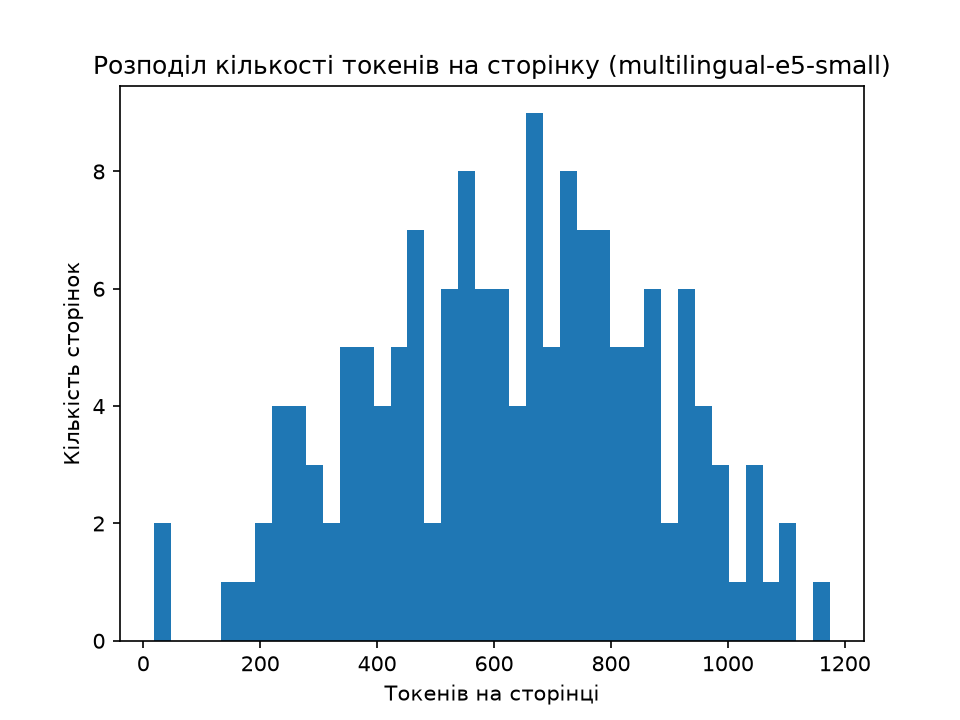 Розподіл кількості токенів на сторінку (multilingual-e5-small)
Кількість сторінок
8
6
4
2
0
0 200 400 600 800 1000 1200
Токенів на сторінці